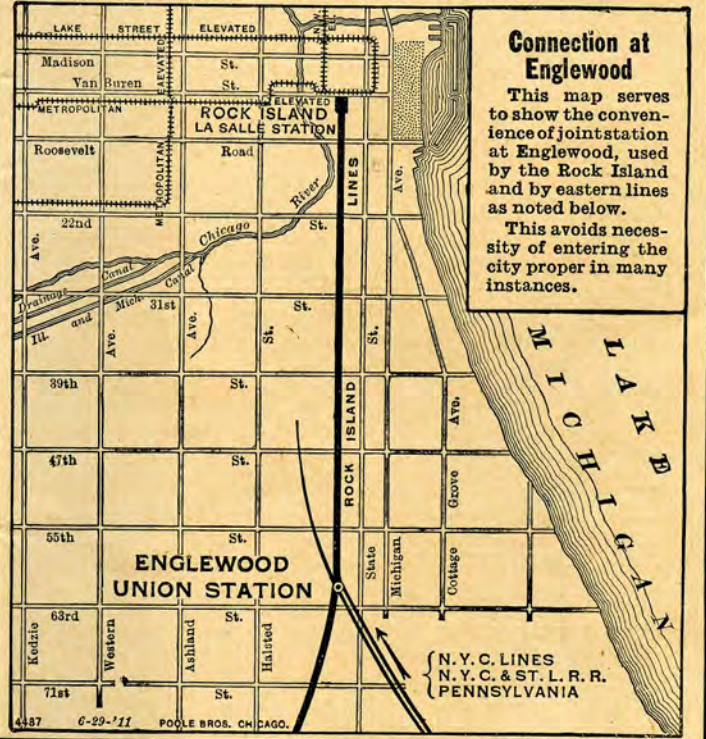 Connection at
Englewood
This map serves
to show the conven-
ience of joint station
at Englewood, used
by the Rock Island
and by eastern lines
as noted below.
This avoids neces-
sity of entering the
city proper in many
instances.
LAKE STREET ELEVATED
N.W. EL.
Madison St.
Van Buren St.
ELEVATED
METROPOLITAN
ELEVATED
ROCK ISLAND
LA SALLE STATION
Roosevelt Road
METROPOLITAN
LINES
Ave.
22nd St.
Chicago River
Ave.
Drainage Canal
Ill. and Mich. Canal
31st St.
Ave.
Ave.
St.
St.
39th St.
ROCK ISLAND
Ave.
47th St.
Grove
55th St.
ENGLEWOOD
UNION STATION
State
Michigan
Cottage
63rd St.
Kedzie
Western
Ashland
Halsted
71st St.
LAKE
MICHIGAN
N.Y.C. LINES
N.Y.C. & ST. L. R. R.
PENNSYLVANIA
4487 6-29-'11 POOLE BROS. CHICAGO.